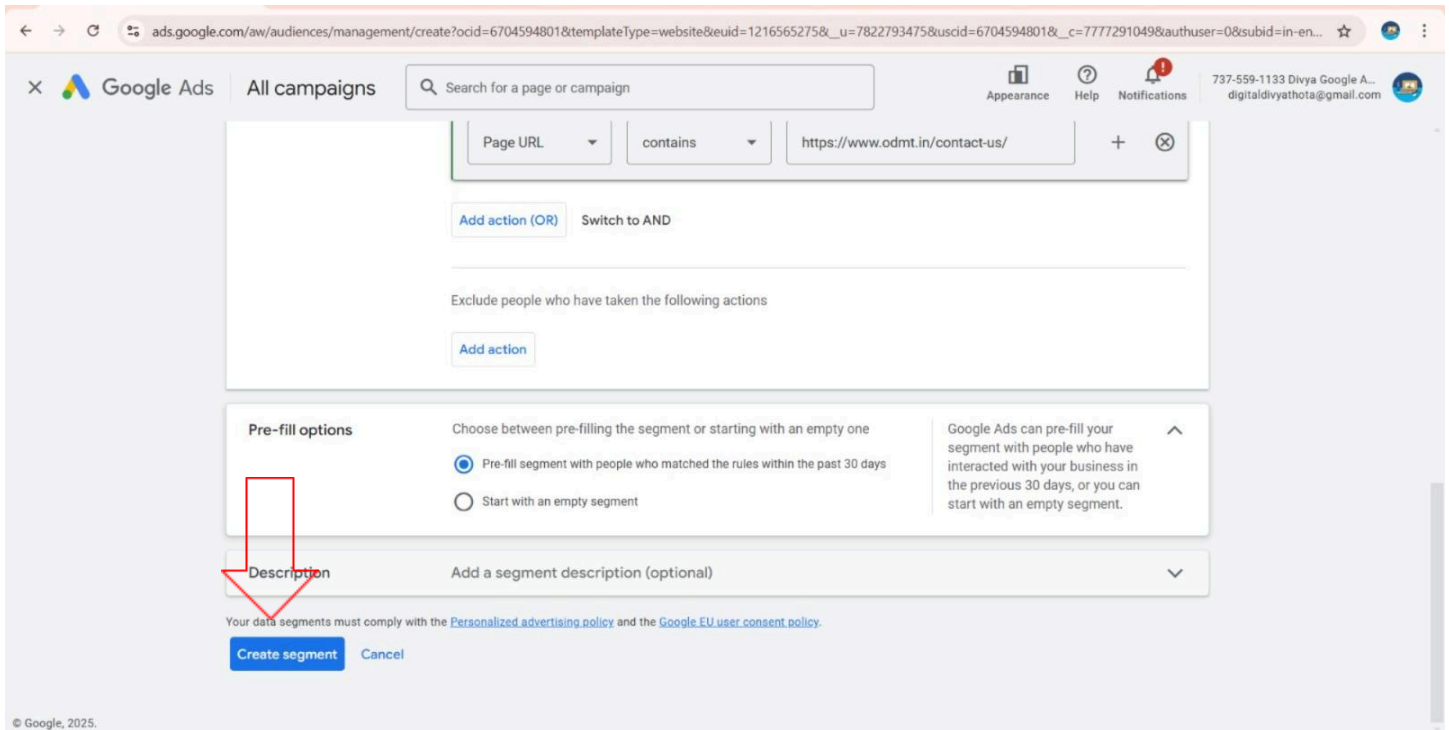 ads.google.com/aw/audiences/management/create?ocid=6704594801&templateType=website&euid=1216565275&__u=7822793475&uscid=6704594801&__c=7777291049&authuser=0&subid=in-en...
Google Ads
All campaigns
Search for a page or campaign
Appearance
Help
Notifications
737-559-1133 Divya Google A...
digitaldivyathota@gmail.com
Page URL
contains
https://www.odmt.in/contact-us/
Add action (OR)
Switch to AND
Exclude people who have taken the following actions
Add action
Pre-fill options
Choose between pre-filling the segment or starting with an empty one
Pre-fill segment with people who matched the rules within the past 30 days
Start with an empty segment
Google Ads can pre-fill your
segment with people who have
interacted with your business in
the previous 30 days, or you can
start with an empty segment.
Description
Add a segment description (optional)
Your data segments must comply with the Personalized advertising policy and the Google EU user consent policy.
Create segment
Cancel
© Google, 2025.